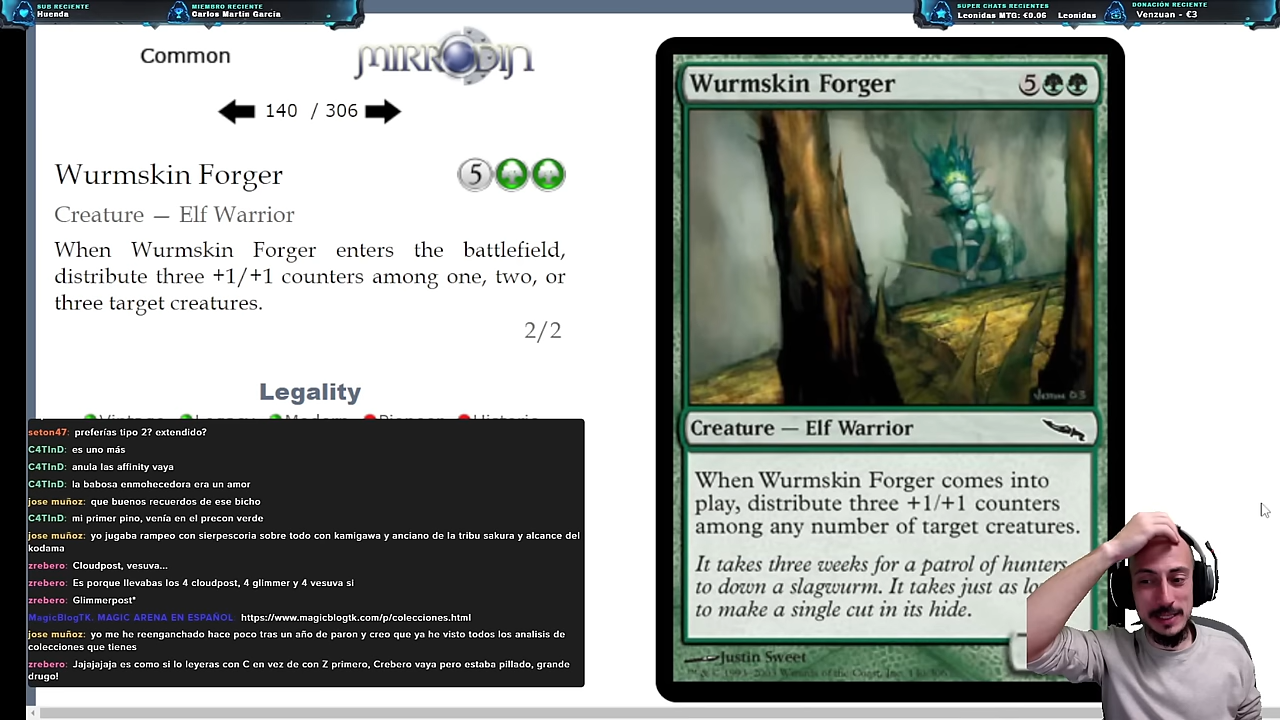 SUB RECIENTE
Huenda
MIEMBRO RECIENTE
Carlos Martin Garcia
SUPER CHATS RECIENTES
Leonidas MTG: €0.06 Leonidas
DONACIÓN RECIENTE
Venzuan - €3
Common
MIRRODIN
140 / 306
Wurmskin Forger
5
Creature — Elf Warrior
When Wurmskin Forger enters the battlefield,
distribute three +1/+1 counters among one, two, or
three target creatures.
2/2
Legality
Vintage Legacy Modern Pioneer Historic
seton47: preferías tipo 2? extendido?
C4TInD: es uno más
C4TInD: anula las affinity vaya
C4TInD: la babosa enmohecedora era un amor
jose muñoz: que buenos recuerdos de ese bicho
C4TInD: mi primer pino, venía en el precon verde
jose muñoz: yo jugaba rampeo con sierpescoria sobre todo con kamigawa y anciano de la tribu sakura y alcance del
kodama
zrebero: Cloudpost, vesuva...
zrebero: Es porque llevabas los 4 cloudpost, 4 glimmer y 4 vesuva si
zrebero: Glimmerpost*
MagicBlogTK. MAGIC ARENA EN ESPAÑOL https://www.magicblogtk.com/p/colecciones.html
jose muñoz: yo me he reenganchado hace poco tras un año de paron y creo que ya he visto todos los analisis de
colecciones que tienes
zrebero: Jajajajaja es como si lo leyeras con C en vez de con Z primero, Crebero vaya pero estaba pillado, grande
drugo!
Wurmskin Forger
5
Creature — Elf Warrior
When Wurmskin Forger comes into
play, distribute three +1/+1 counters
among any number of target creatures.
It takes three weeks for a patrol of hunters
to down a slagwurm. It takes just as
to make a single cut in its hide.
Justin Sweet